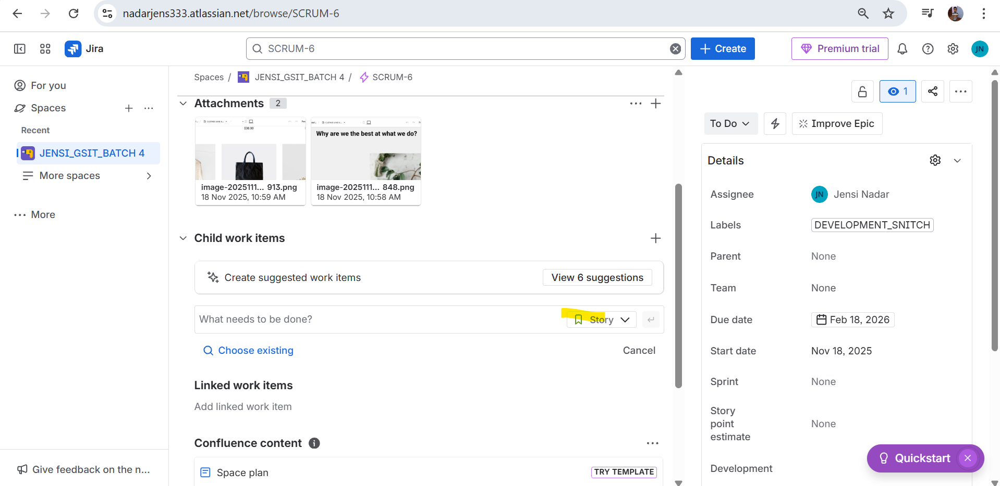 nadarjens333.atlassian.net/browse/SCRUM-6
Jira
SCRUM-6
Create
Premium trial
JN
For you
Spaces
Recent
JENSI_GSIT_BATCH 4
More spaces
More
Give feedback on the n...
Spaces / JENSI_GSIT_BATCH 4 / SCRUM-6
Attachments 2
$38.00
image-2025111... 913.png
18 Nov 2025, 10:59 AM
CLOTHES AND A...
Why are we the best at what we do?
image-2025111... 848.png
18 Nov 2025, 10:58 AM
Child work items
Create suggested work items
View 6 suggestions
What needs to be done?
Story
Choose existing
Cancel
Linked work items
Add linked work item
Confluence content
Space plan
TRY TEMPLATE
1
To Do
Improve Epic
Details
Assignee
JN Jensi Nadar
Labels
DEVELOPMENT_SNITCH
Parent
None
Team
None
Due date
Feb 18, 2026
Start date
Nov 18, 2025
Sprint
None
Story
point
estimate
None
Development
Quickstart